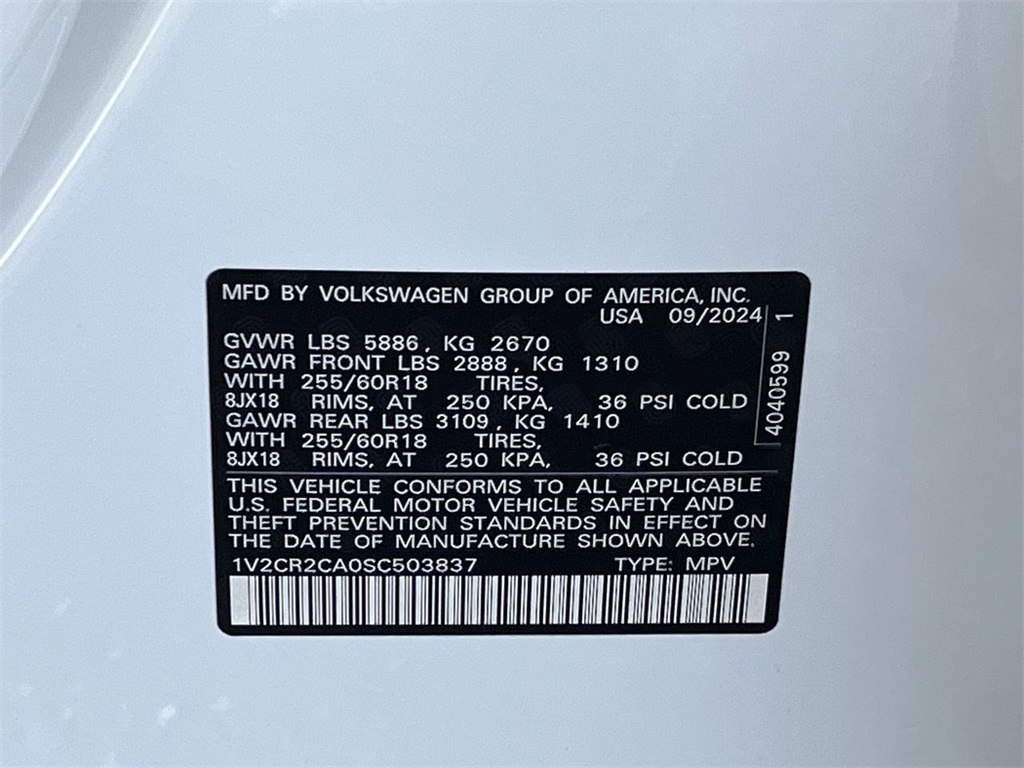 MFD BY VOLKSWAGEN GROUP OF AMERICA, INC.
USA 09/2024
GVWR LBS 5886, KG 2670
GAWR FRONT LBS 2888, KG 1310
WITH 255/60R18 TIRES,
8JX18 RIMS, AT 250 KPA, 36 PSI COLD
GAWR REAR LBS 3109, KG 1410
WITH 255/60R18 TIRES,
8JX18 RIMS, AT 250 KPA, 36 PSI COLD
THIS VEHICLE CONFORMS TO ALL APPLICABLE
U.S. FEDERAL MOTOR VEHICLE SAFETY AND
THEFT PREVENTION STANDARDS IN EFFECT ON
THE DATE OF MANUFACTURE SHOWN ABOVE.
1V2CR2CA0SC503837 TYPE: MPV
4040599 1